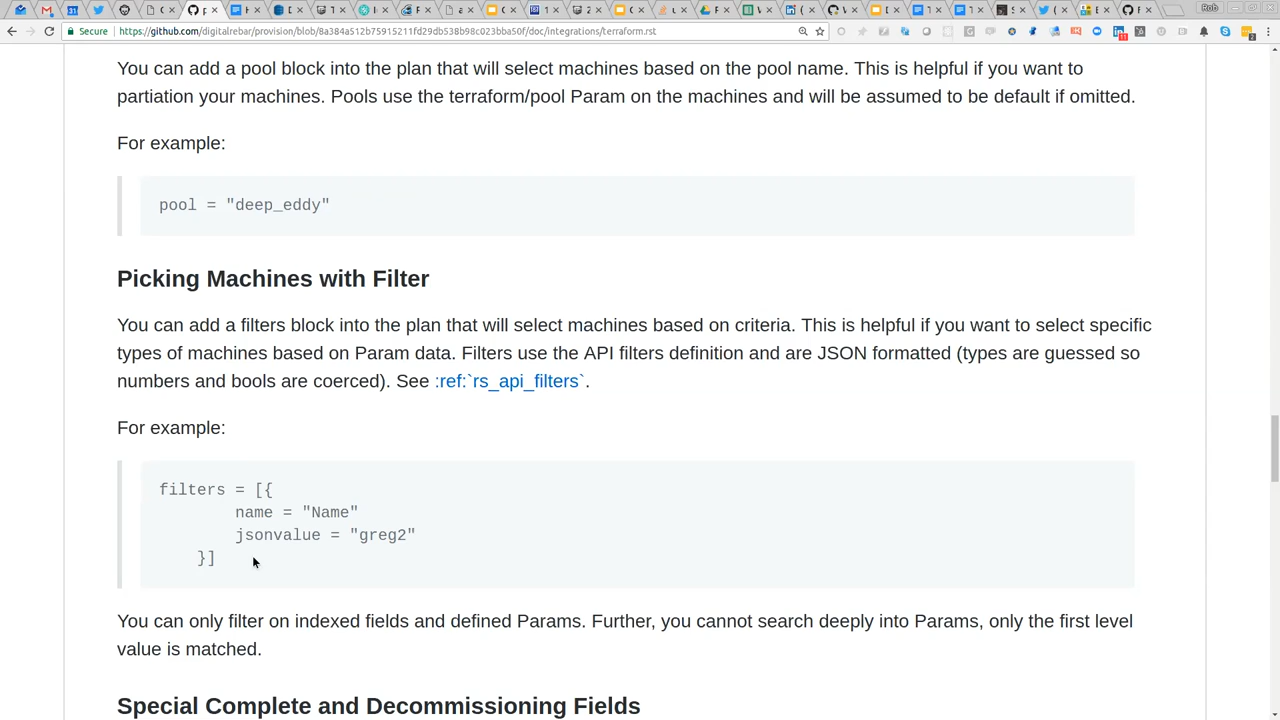 Rob
Secure
https://github.com/digitalrebar/provision/blob/8a384a512b75915211fd29db538b98c023bba50f/doc/integrations/terraform.rst
You can add a pool block into the plan that will select machines based on the pool name. This is helpful if you want to
partiation your machines. Pools use the terraform/pool Param on the machines and will be assumed to be default if omitted.
For example:
pool = "deep_eddy"
Picking Machines with Filter
You can add a filters block into the plan that will select machines based on criteria. This is helpful if you want to select specific
types of machines based on Param data. Filters use the API filters definition and are JSON formatted (types are guessed so
numbers and bools are coerced). See :ref:`rs_api_filters`.
For example:
filters = [{
name = "Name"
jsonvalue = "greg2"
}]
You can only filter on indexed fields and defined Params. Further, you cannot search deeply into Params, only the first level
value is matched.
Special Complete and Decommissioning Fields